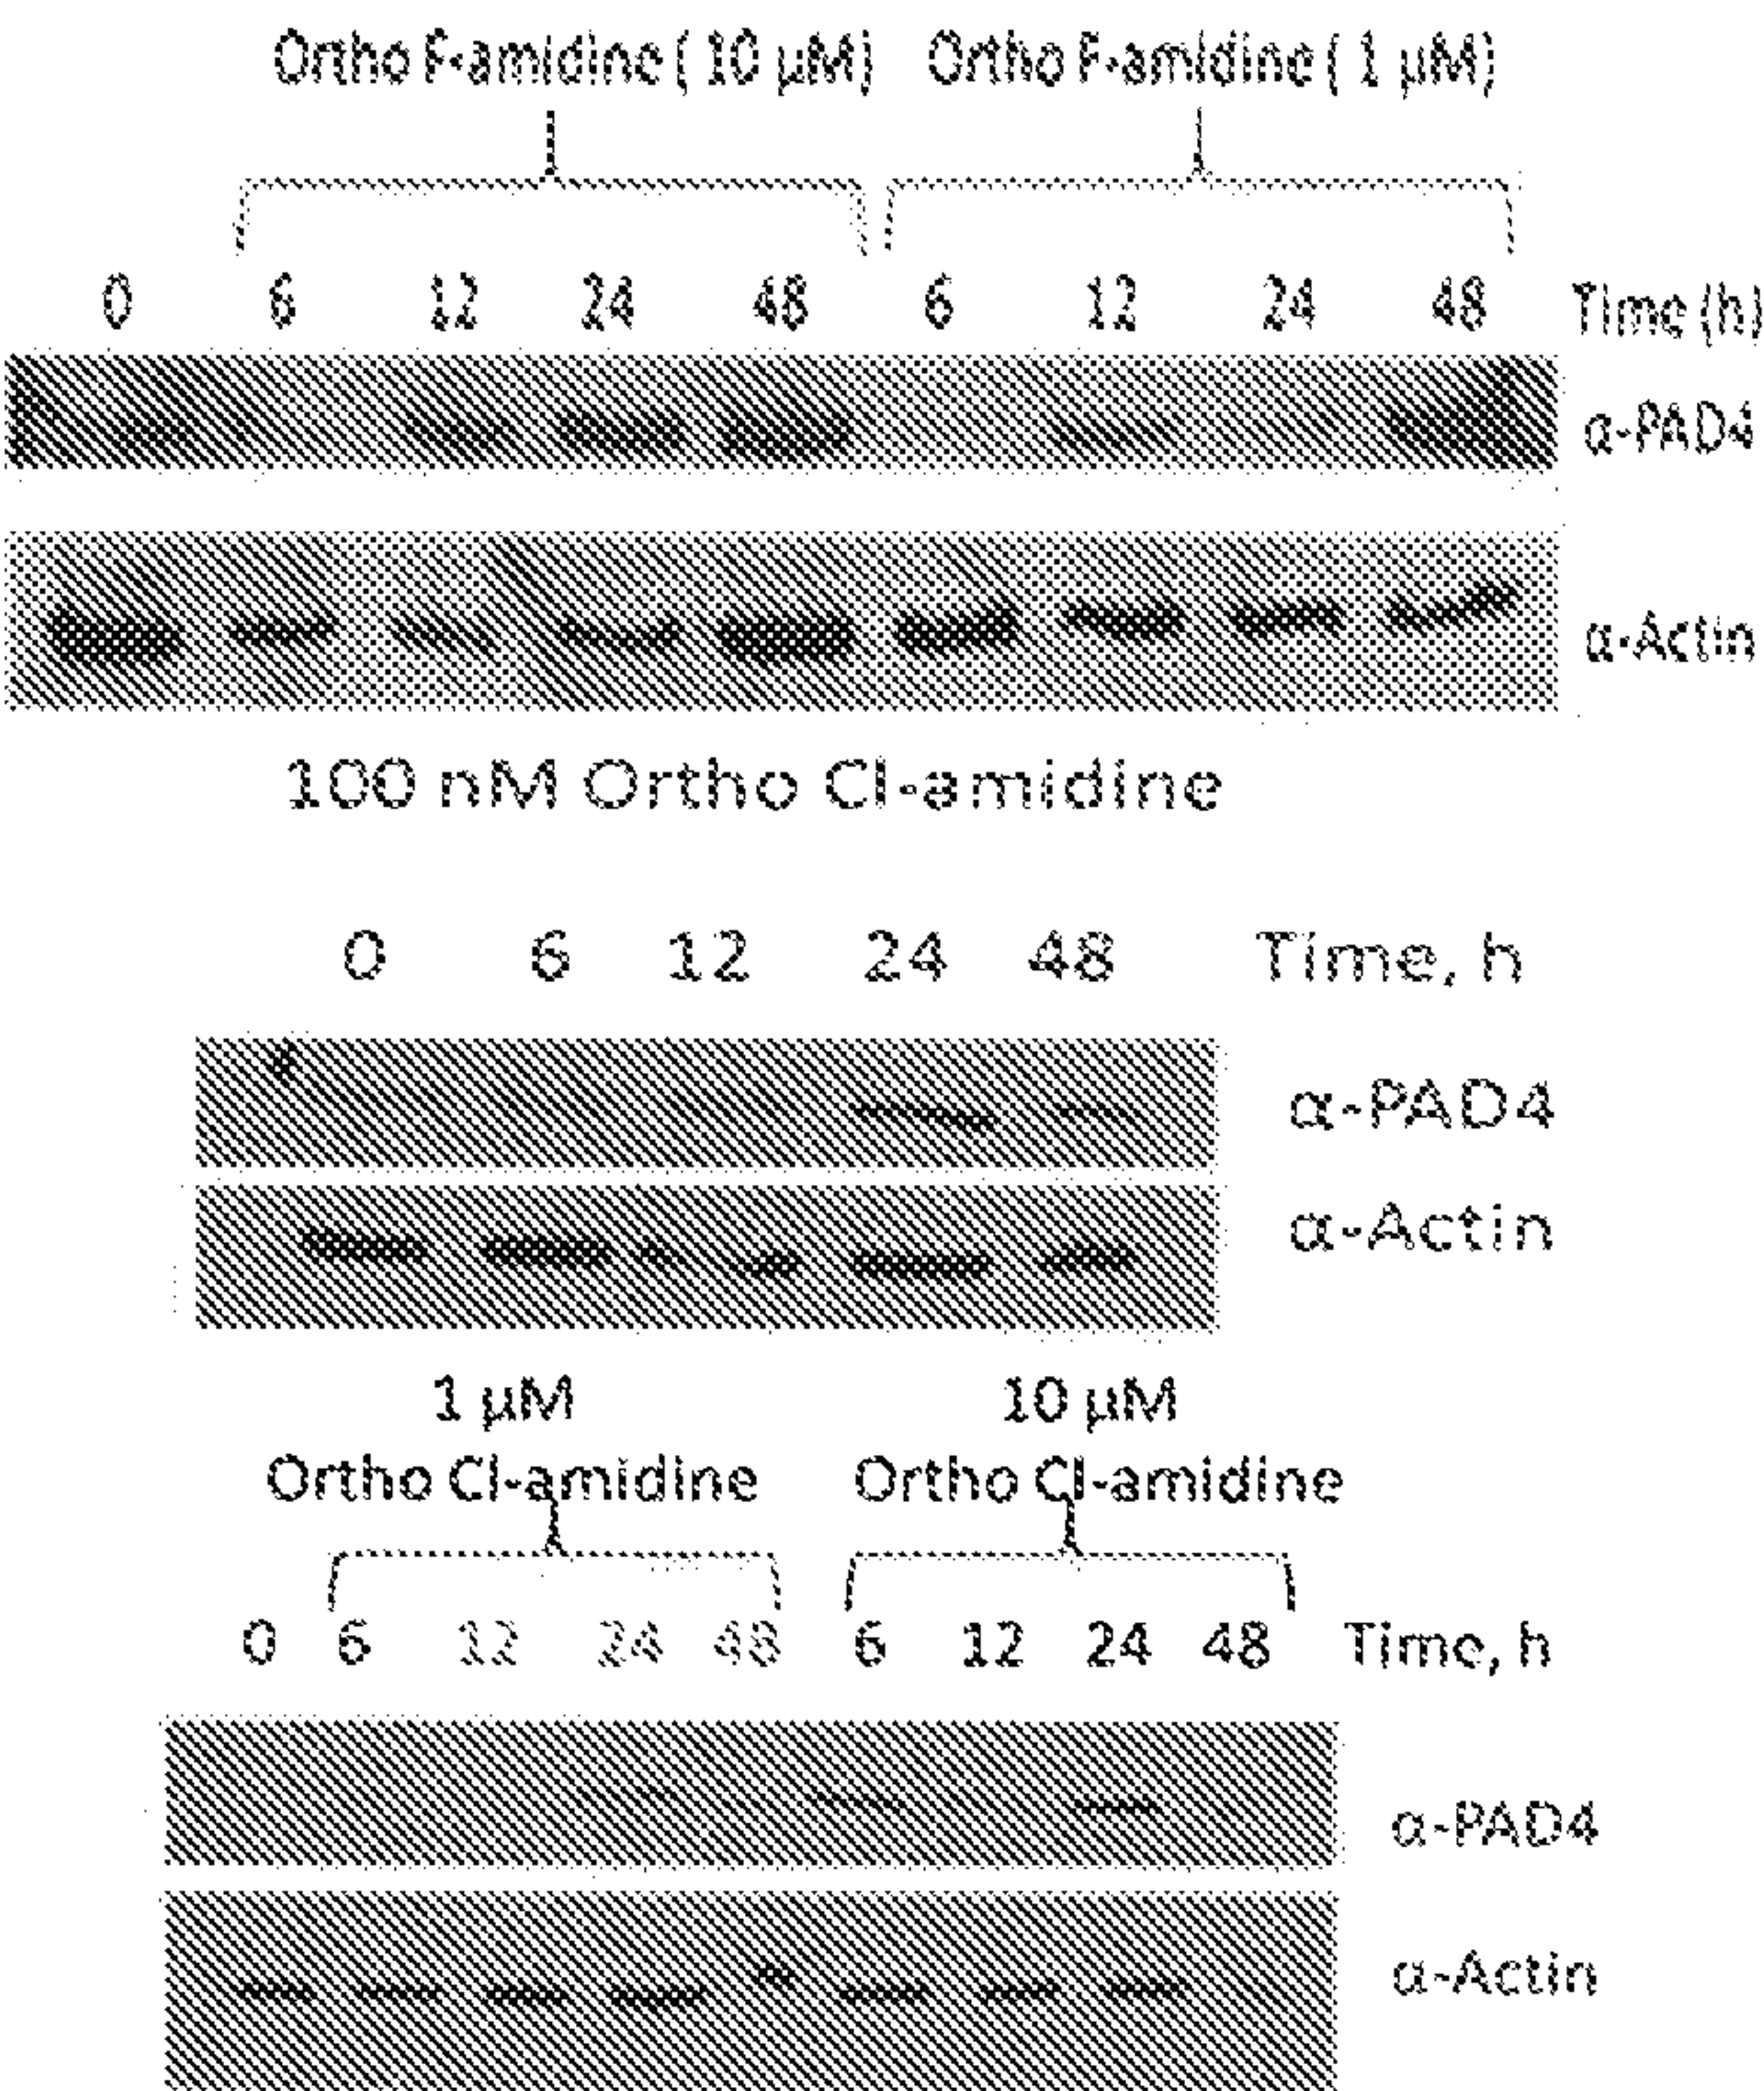 Ortho F-amidine ( 10 µM) Ortho F-amidine ( 1 µM)
0 6 12 24 48 6 12 24 48 Time (h)
α-PAD4
α-Actin
100 nM Ortho Cl-amidine
0 6 12 24 48 Time, h
α-PAD4
α-Actin
1 µM 10 µM
Ortho Cl-amidine Ortho Cl-amidine
0 6 12 24 48 6 12 24 48 Time, h
α-PAD4
α-Actin